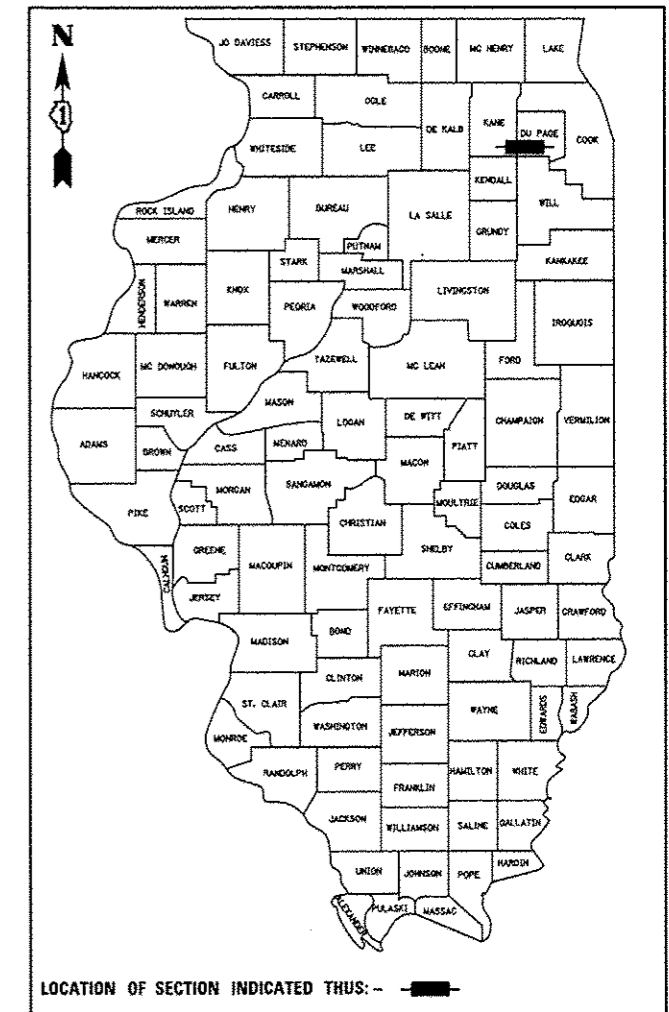 N
1
JO DAVIESS STEPHENSON WINNEBAGO BOONE MC HENRY LAKE
CARROLL OGLE DE KALB KANE DU PAGE COOK
WHITESIDE LEE KENDALL WILL
ROCK ISLAND HENRY BUREAU LA SALLE GRUNDY
MERCER STARK PUTNAM KANKAKEE
MARSHALL
HENDERSON WARREN KNOX PEORIA WOODFORD LIVINGSTON IROQUOIS
HANCOCK MC DONOUGH FULTON TAZEWELL MC LEAN FORD
SCHUYLER MASON LOGAN DE WITT CHAMPAIGN VERMILION
ADAMS BROWN CASS MENARD MACON PIATT
PIKE SCOTT MORGAN SANGAMON MOULTRIE DOUGLAS EDGAR
CHRISTIAN COLES
CALHOUN GREENE MACOUPIN MONTGOMERY SHELBY CUMBERLAND CLARK
JERSEY FAYETTE EFFINGHAM JASPER CRAWFORD
MADISON BOND CLAY RICHLAND LAWRENCE
CLINTON MARION
ST. CLAIR WASHINGTON JEFFERSON WAYNE EDWARDS WABASH
MONROE
RANDOLPH PERRY FRANKLIN HAMILTON WHITE
JACKSON WILLIAMSON SALINE GALLATIN
UNION JOHNSON POPE HARDIN
ALEXANDER PULASKI MASSAC
LOCATION OF SECTION INDICATED THUS: -